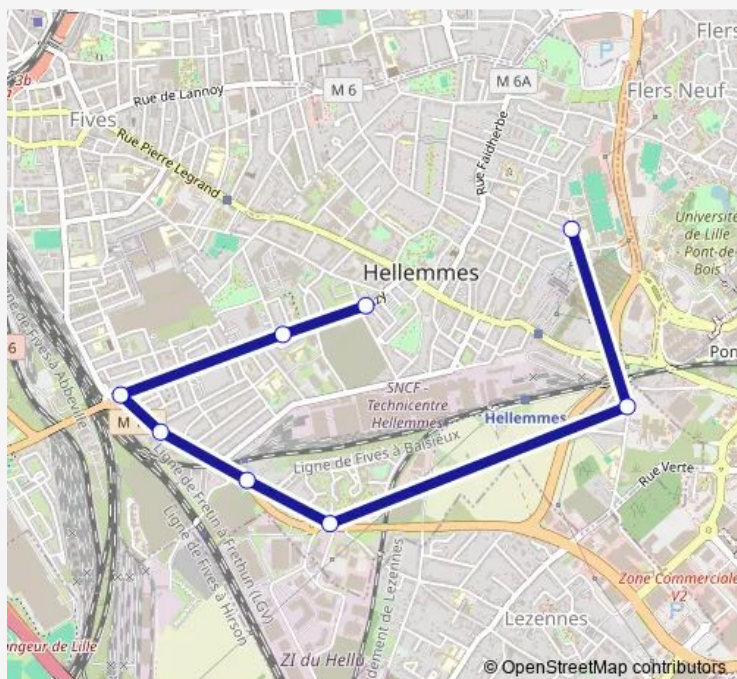 Flers
M 6A
Rue de Lannoy
M 6
Flers Neuf
Fives
Rue Pierre Legrand
Rue Faidherbe
Université
de Lille
Pont-de-
Bois
Hellemmes
Ligne de Fives à Abbeville
6
SNCF -
Technicentre
Hellemmes
Hellemmes
Ligne de Fives à Baisieux
Rue Verte
Ligne de Fretin à Fréthun (LGV)
Ligne de Fives à Hirson
Zone Commerciale
V2
Lezennes
ZI du Hellu
© OpenStreetMap contributors